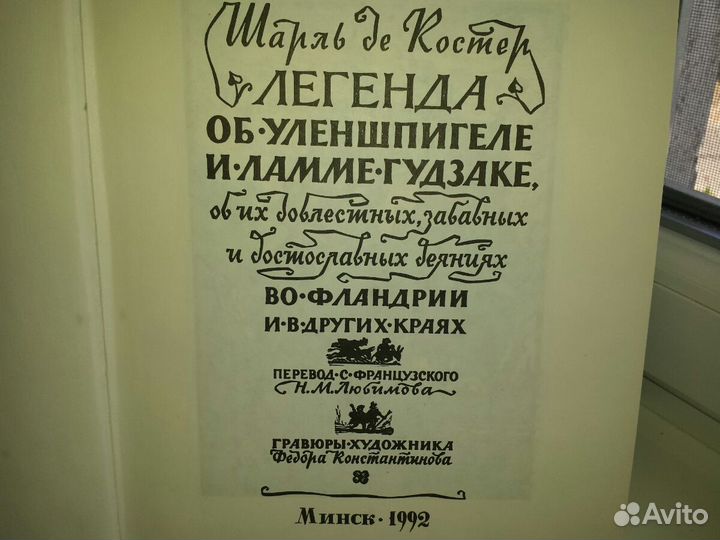 Шарль де Костер
ЛЕГЕНДА
ОБ·УЛЕНШПИГЕЛЕ
И·ЛАММЕ·ГУДЗАКЕ,
об их доблестных, забавных
и достославных деяниях
ВО·ФЛАНДРИИ
И·В·ДРУГИХ·КРАЯХ
ПЕРЕВОД·С·ФРАНЦУЗСКОГО
Н.М.Любимова
ГРАВЮРЫ·ХУДОЖНИКА
Федора Константинова
МИНСК·1992
Avito